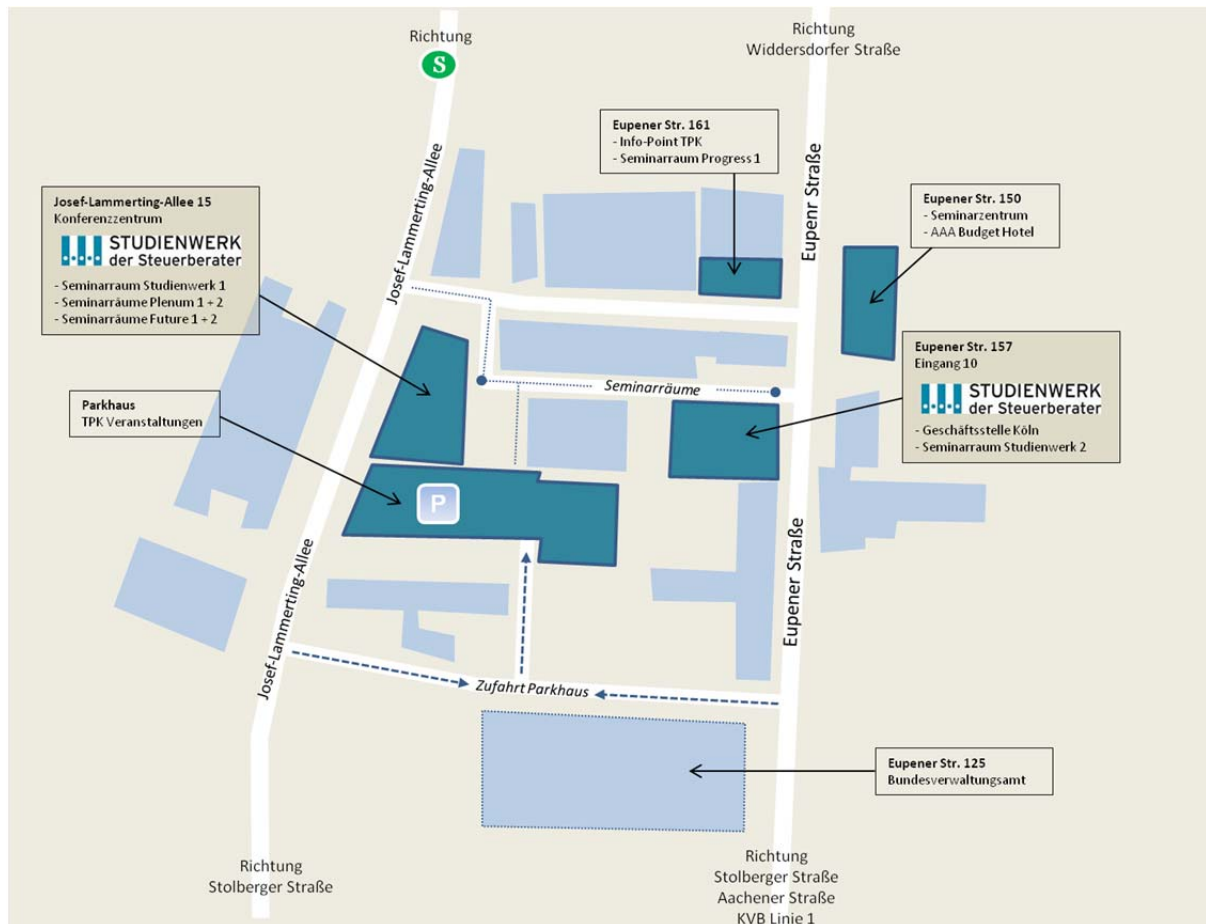 Richtung
S
Richtung
Widdersdorfer Straße
Eupener Str. 161
- Info-Point TPK
- Seminarraum Progress 1
Josef-Lammerting-Allee 15
Konferenzzentrum
STUDIENWERK
der Steuerberater
- Seminarraum Studienwerk 1
- Seminarräume Plenum 1 + 2
- Seminarräume Future 1 + 2
Josef-Lammerting-Allee
Eupenr Straße
Eupener Str. 150
- Seminarzentrum
- AAA Budget Hotel
Eupener Str. 157
Eingang 10
STUDIENWERK
der Steuerberater
- Geschäftsstelle Köln
- Seminarraum Studienwerk 2
Seminarräume
Parkhaus
TPK Veranstaltungen
P
Josef-Lammerting-Allee
Eupener Straße
Zufahrt Parkhaus
Eupener Str. 125
Bundesverwaltungsamt
Richtung
Stolberger Straße
Richtung
Stolberger Straße
Aachener Straße
KVB Linie 1